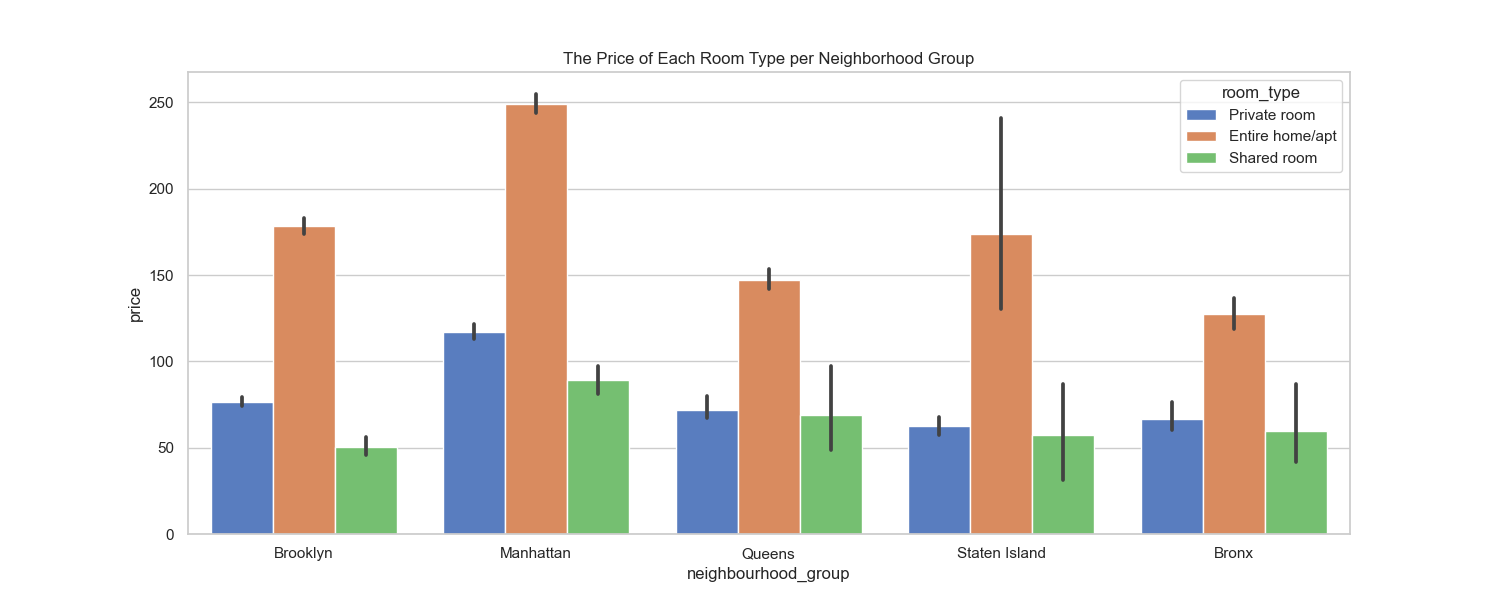 The Price of Each Room Type per Neighborhood Group
room_type
Private room
Entire home/apt
Shared room
price
250
200
150
100
50
0
Brooklyn
Manhattan
Queens
Staten Island
Bronx
neighbourhood_group